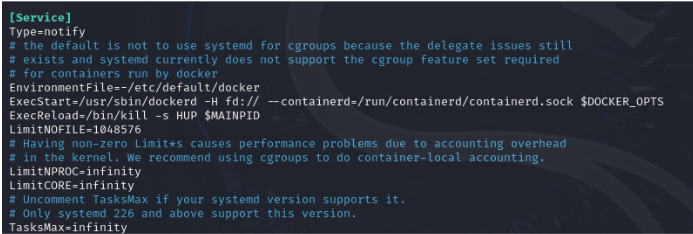 [Service]
Type=notify
# the default is not to use systemd for cgroups because the delegate issues still
# exists and systemd currently does not support the cgroup feature set required
# for containers run by docker
EnvironmentFile=-/etc/default/docker
ExecStart=/usr/sbin/dockerd -H fd:// --containerd=/run/containerd/containerd.sock $DOCKER_OPTS
ExecReload=/bin/kill -s HUP $MAINPID
LimitNOFILE=1048576
# Having non-zero Limit*s causes performance problems due to accounting overhead
# in the kernel. We recommend using cgroups to do container-local accounting.
LimitNPROC=infinity
LimitCORE=infinity
# Uncomment TasksMax if your systemd version supports it.
# Only systemd 226 and above support this version.
TasksMax=infinity